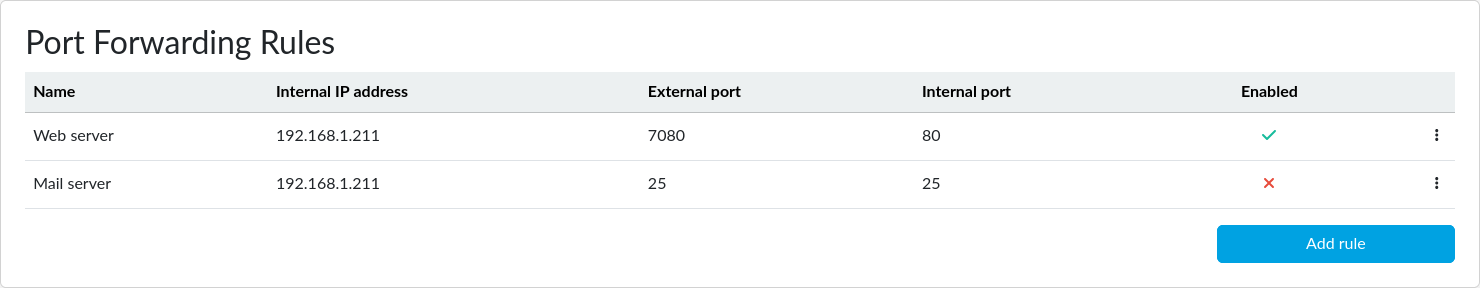 Port Forwarding Rules
Name Internal IP address External port Internal port Enabled
Web server 192.168.1.211 7080 80
Mail server 192.168.1.211 25 25
Add rule